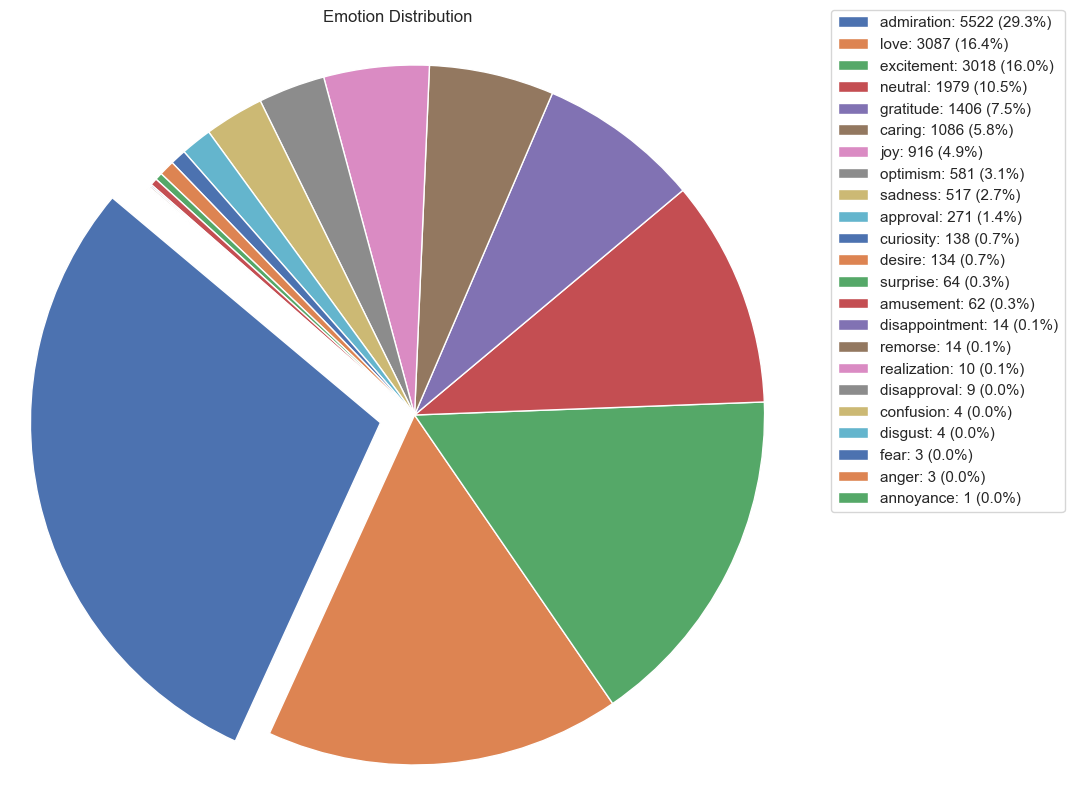 Emotion Distribution
admiration: 5522 (29.3%)
love: 3087 (16.4%)
excitement: 3018 (16.0%)
neutral: 1979 (10.5%)
gratitude: 1406 (7.5%)
caring: 1086 (5.8%)
joy: 916 (4.9%)
optimism: 581 (3.1%)
sadness: 517 (2.7%)
approval: 271 (1.4%)
curiosity: 138 (0.7%)
desire: 134 (0.7%)
surprise: 64 (0.3%)
amusement: 62 (0.3%)
disappointment: 14 (0.1%)
remorse: 14 (0.1%)
realization: 10 (0.1%)
disapproval: 9 (0.0%)
confusion: 4 (0.0%)
disgust: 4 (0.0%)
fear: 3 (0.0%)
anger: 3 (0.0%)
annoyance: 1 (0.0%)